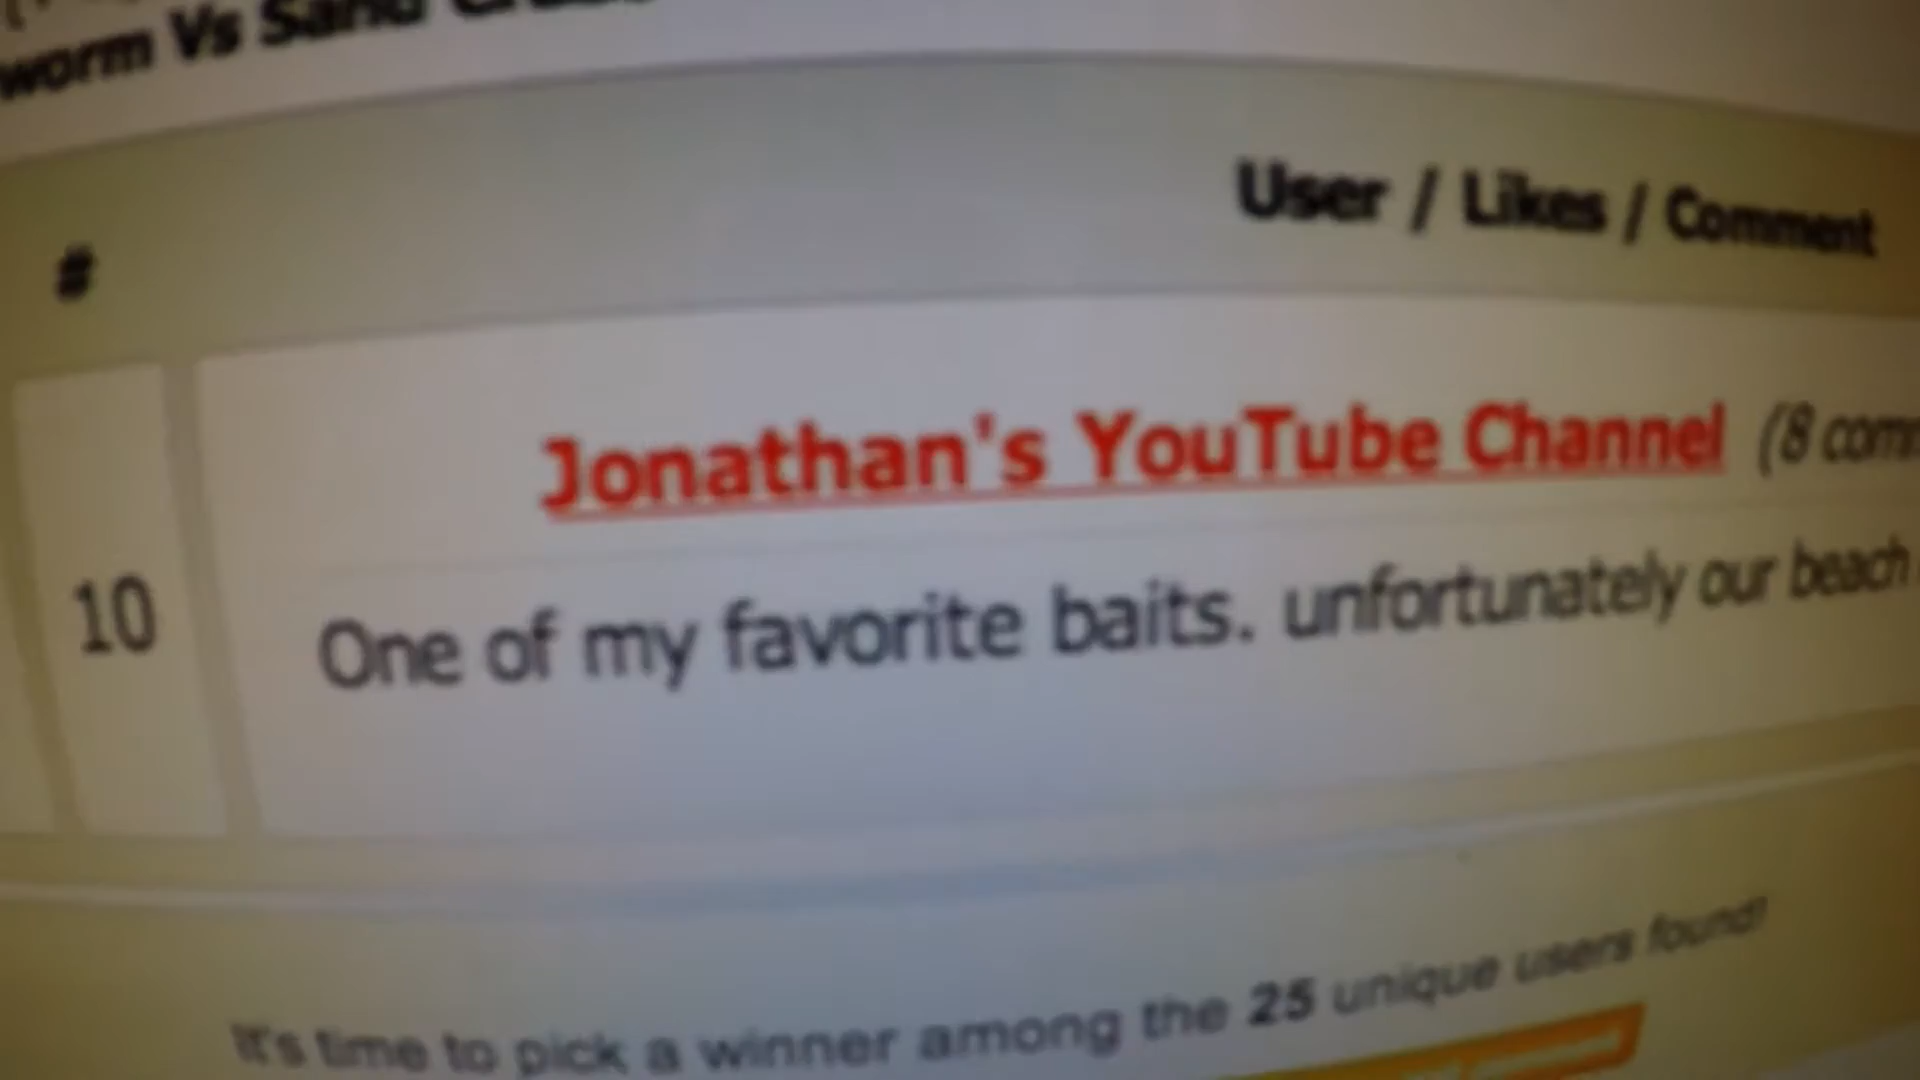 worm Vs Sand
User / Likes / Comment
#
Jonathan's YouTube Channel (8
10
One of my favorite baits. unfortunately our beach
It's time to pick a winner among the 25 unique users found!